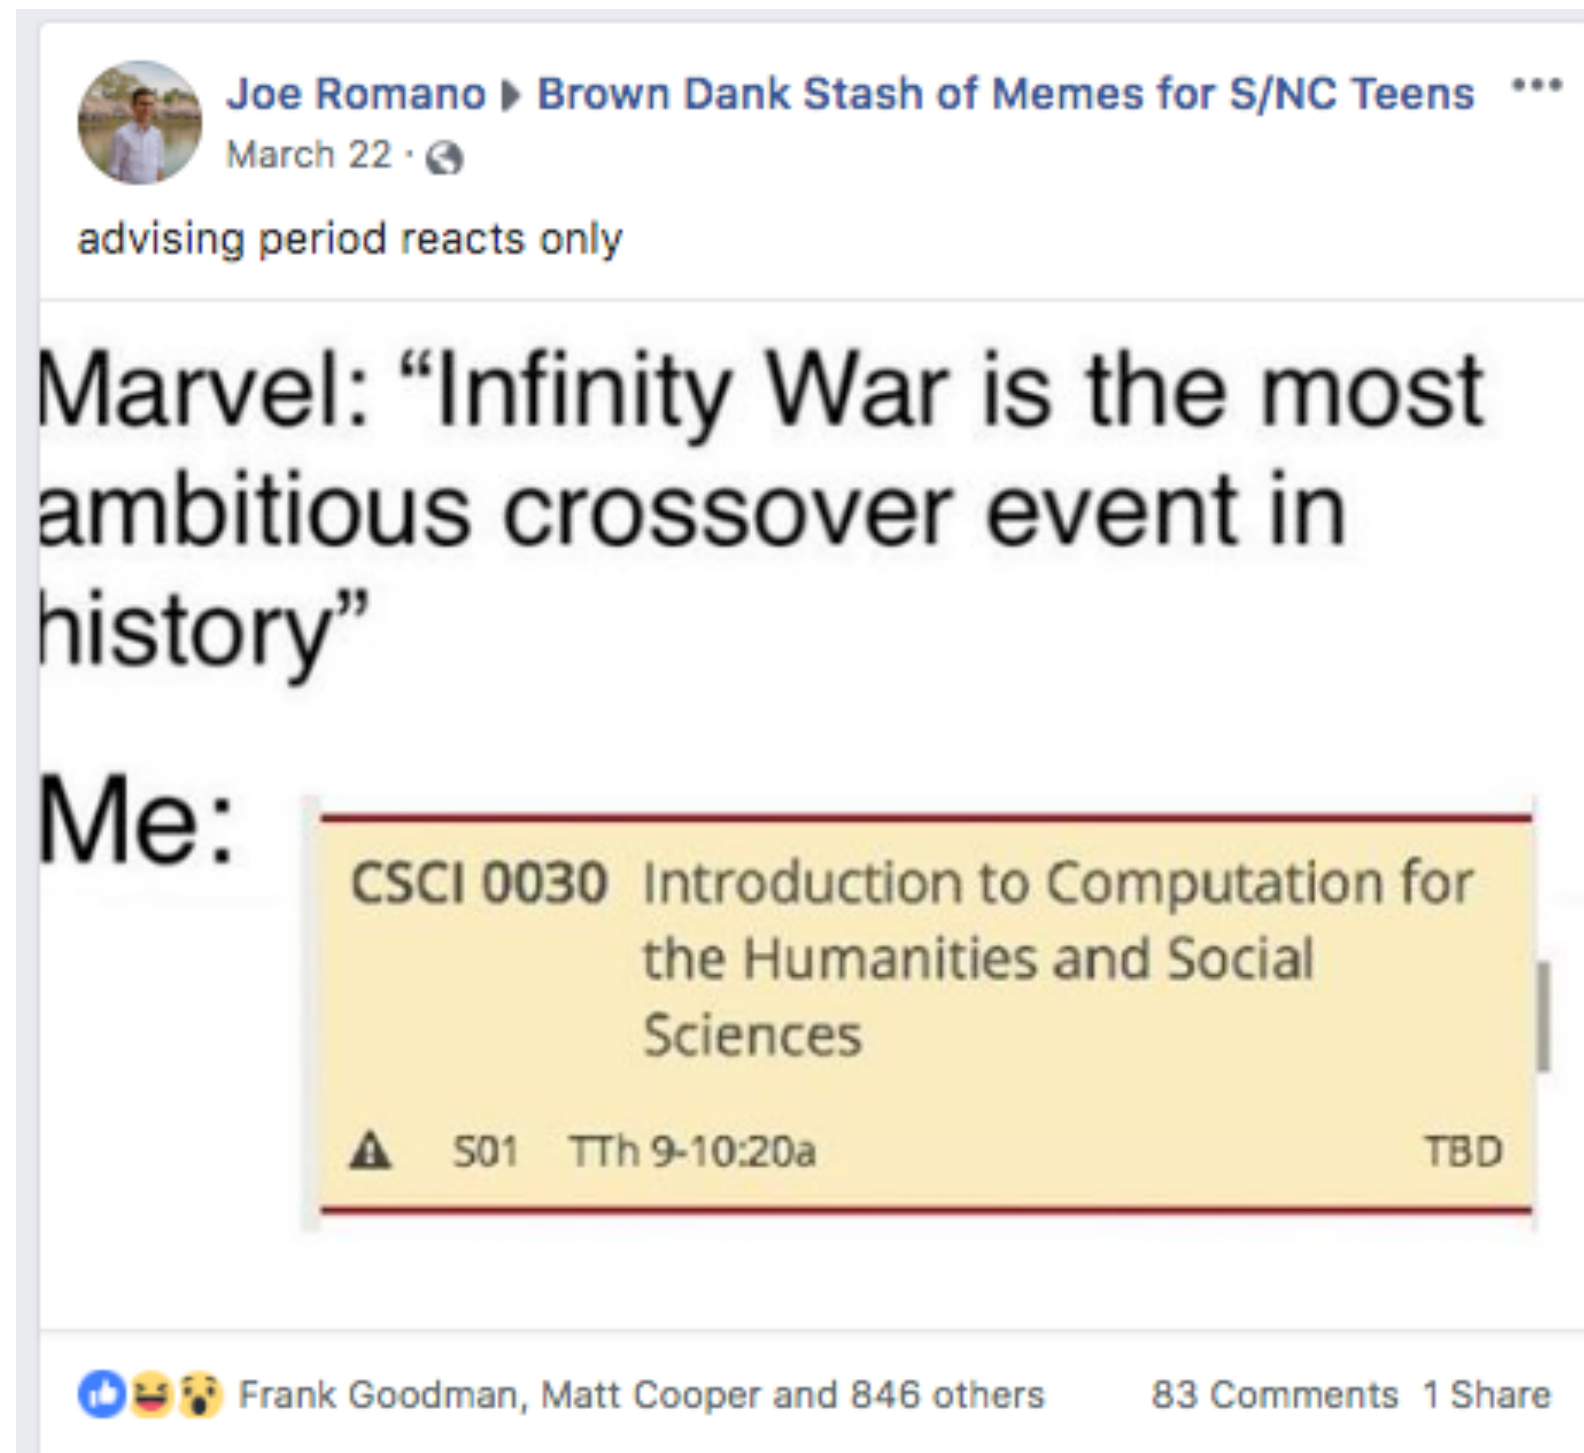 Joe Romano ▶ Brown Dank Stash of Memes for S/NC Teens ···
March 22 ·
advising period reacts only
Marvel: “Infinity War is the most
ambitious crossover event in
history”
Me:
CSCI 0030 Introduction to Computation for
the Humanities and Social
Sciences
S01 TTh 9-10:20a TBD
Frank Goodman, Matt Cooper and 846 others 83 Comments 1 Share